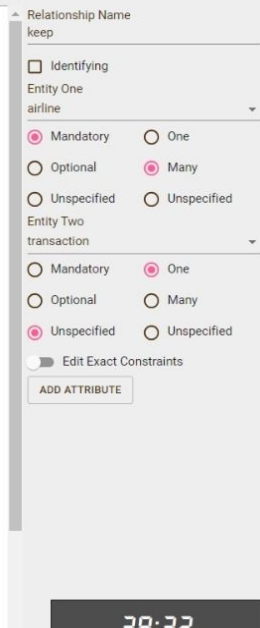 Relationship Name
keep
Identifying
Entity One
airline
Mandatory One
Optional Many
Unspecified Unspecified
Entity Two
transaction
Mandatory One
Optional Many
Unspecified Unspecified
Edit Exact Constraints
ADD ATTRIBUTE